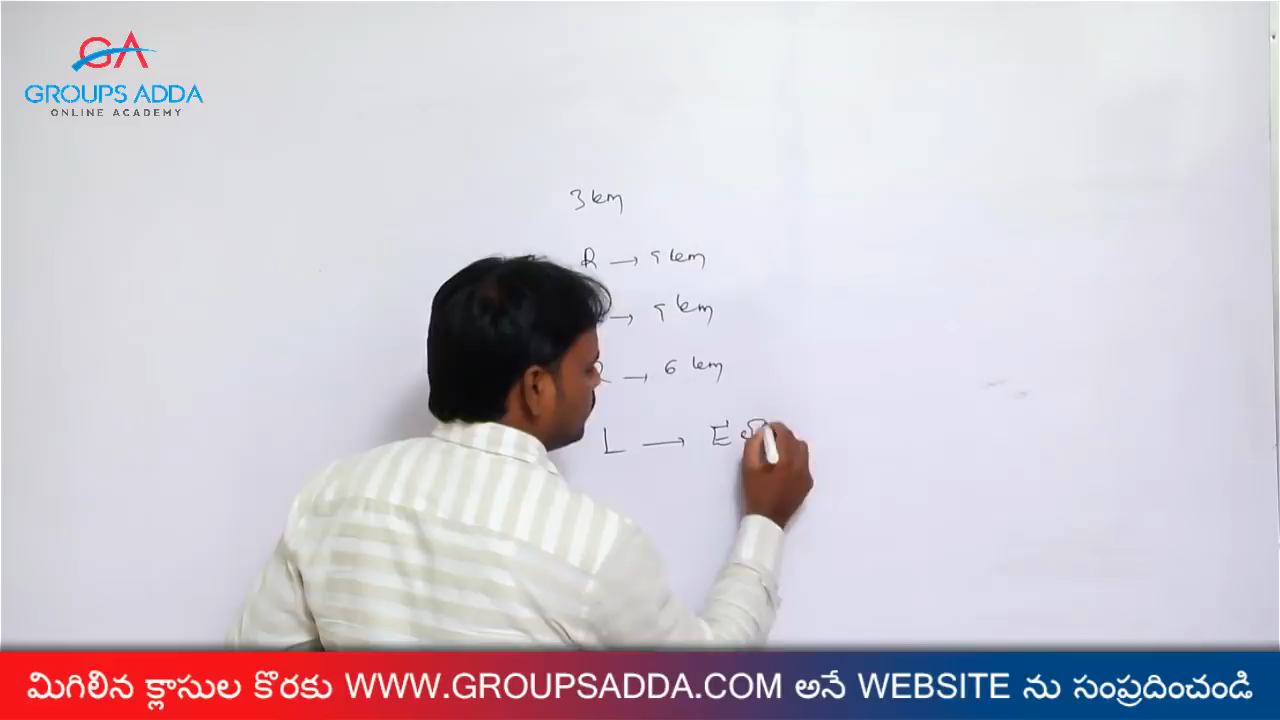 GA
GROUPS ADDA
ONLINE ACADEMY
3 km
R → 5 km
→ 5 km
→ 6 km
L → E
మిగిలిన క్లాసుల కొరకు WWW.GROUPSADDA.COM అనే WEBSITE ను సంప్రదించండి